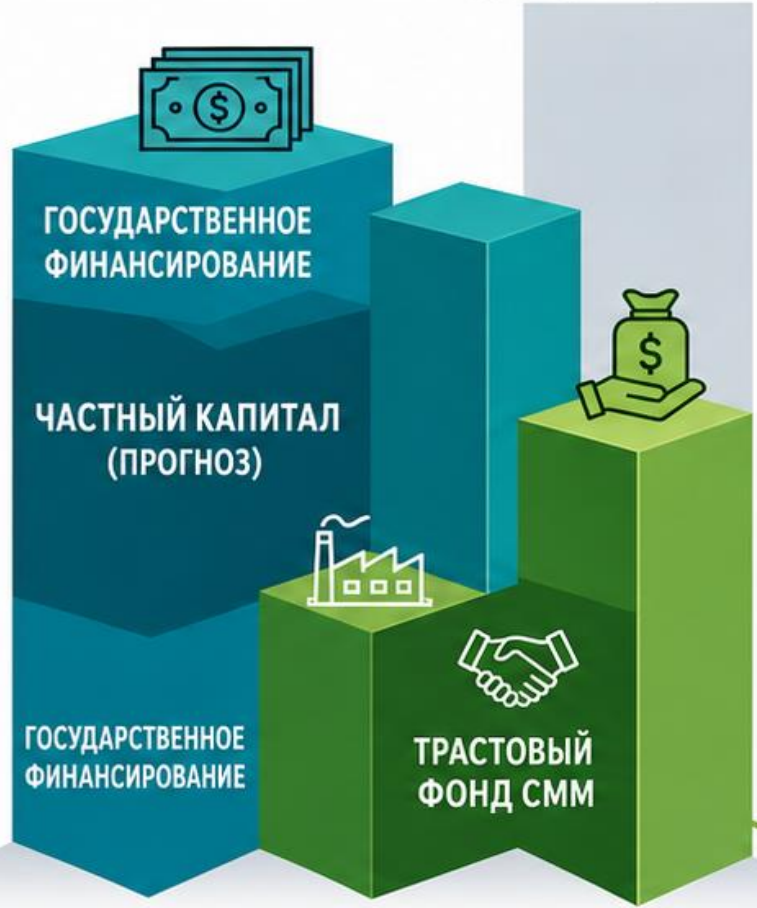 ГОСУДАРСТВЕННОЕ
ФИНАНСИРОВАНИЕ
ЧАСТНЫЙ КАПИТАЛ
(ПРОГНОЗ)
ГОСУДАРСТВЕННОЕ
ФИНАНСИРОВАНИЕ
ТРАСТОВЫЙ
ФОНД СММ